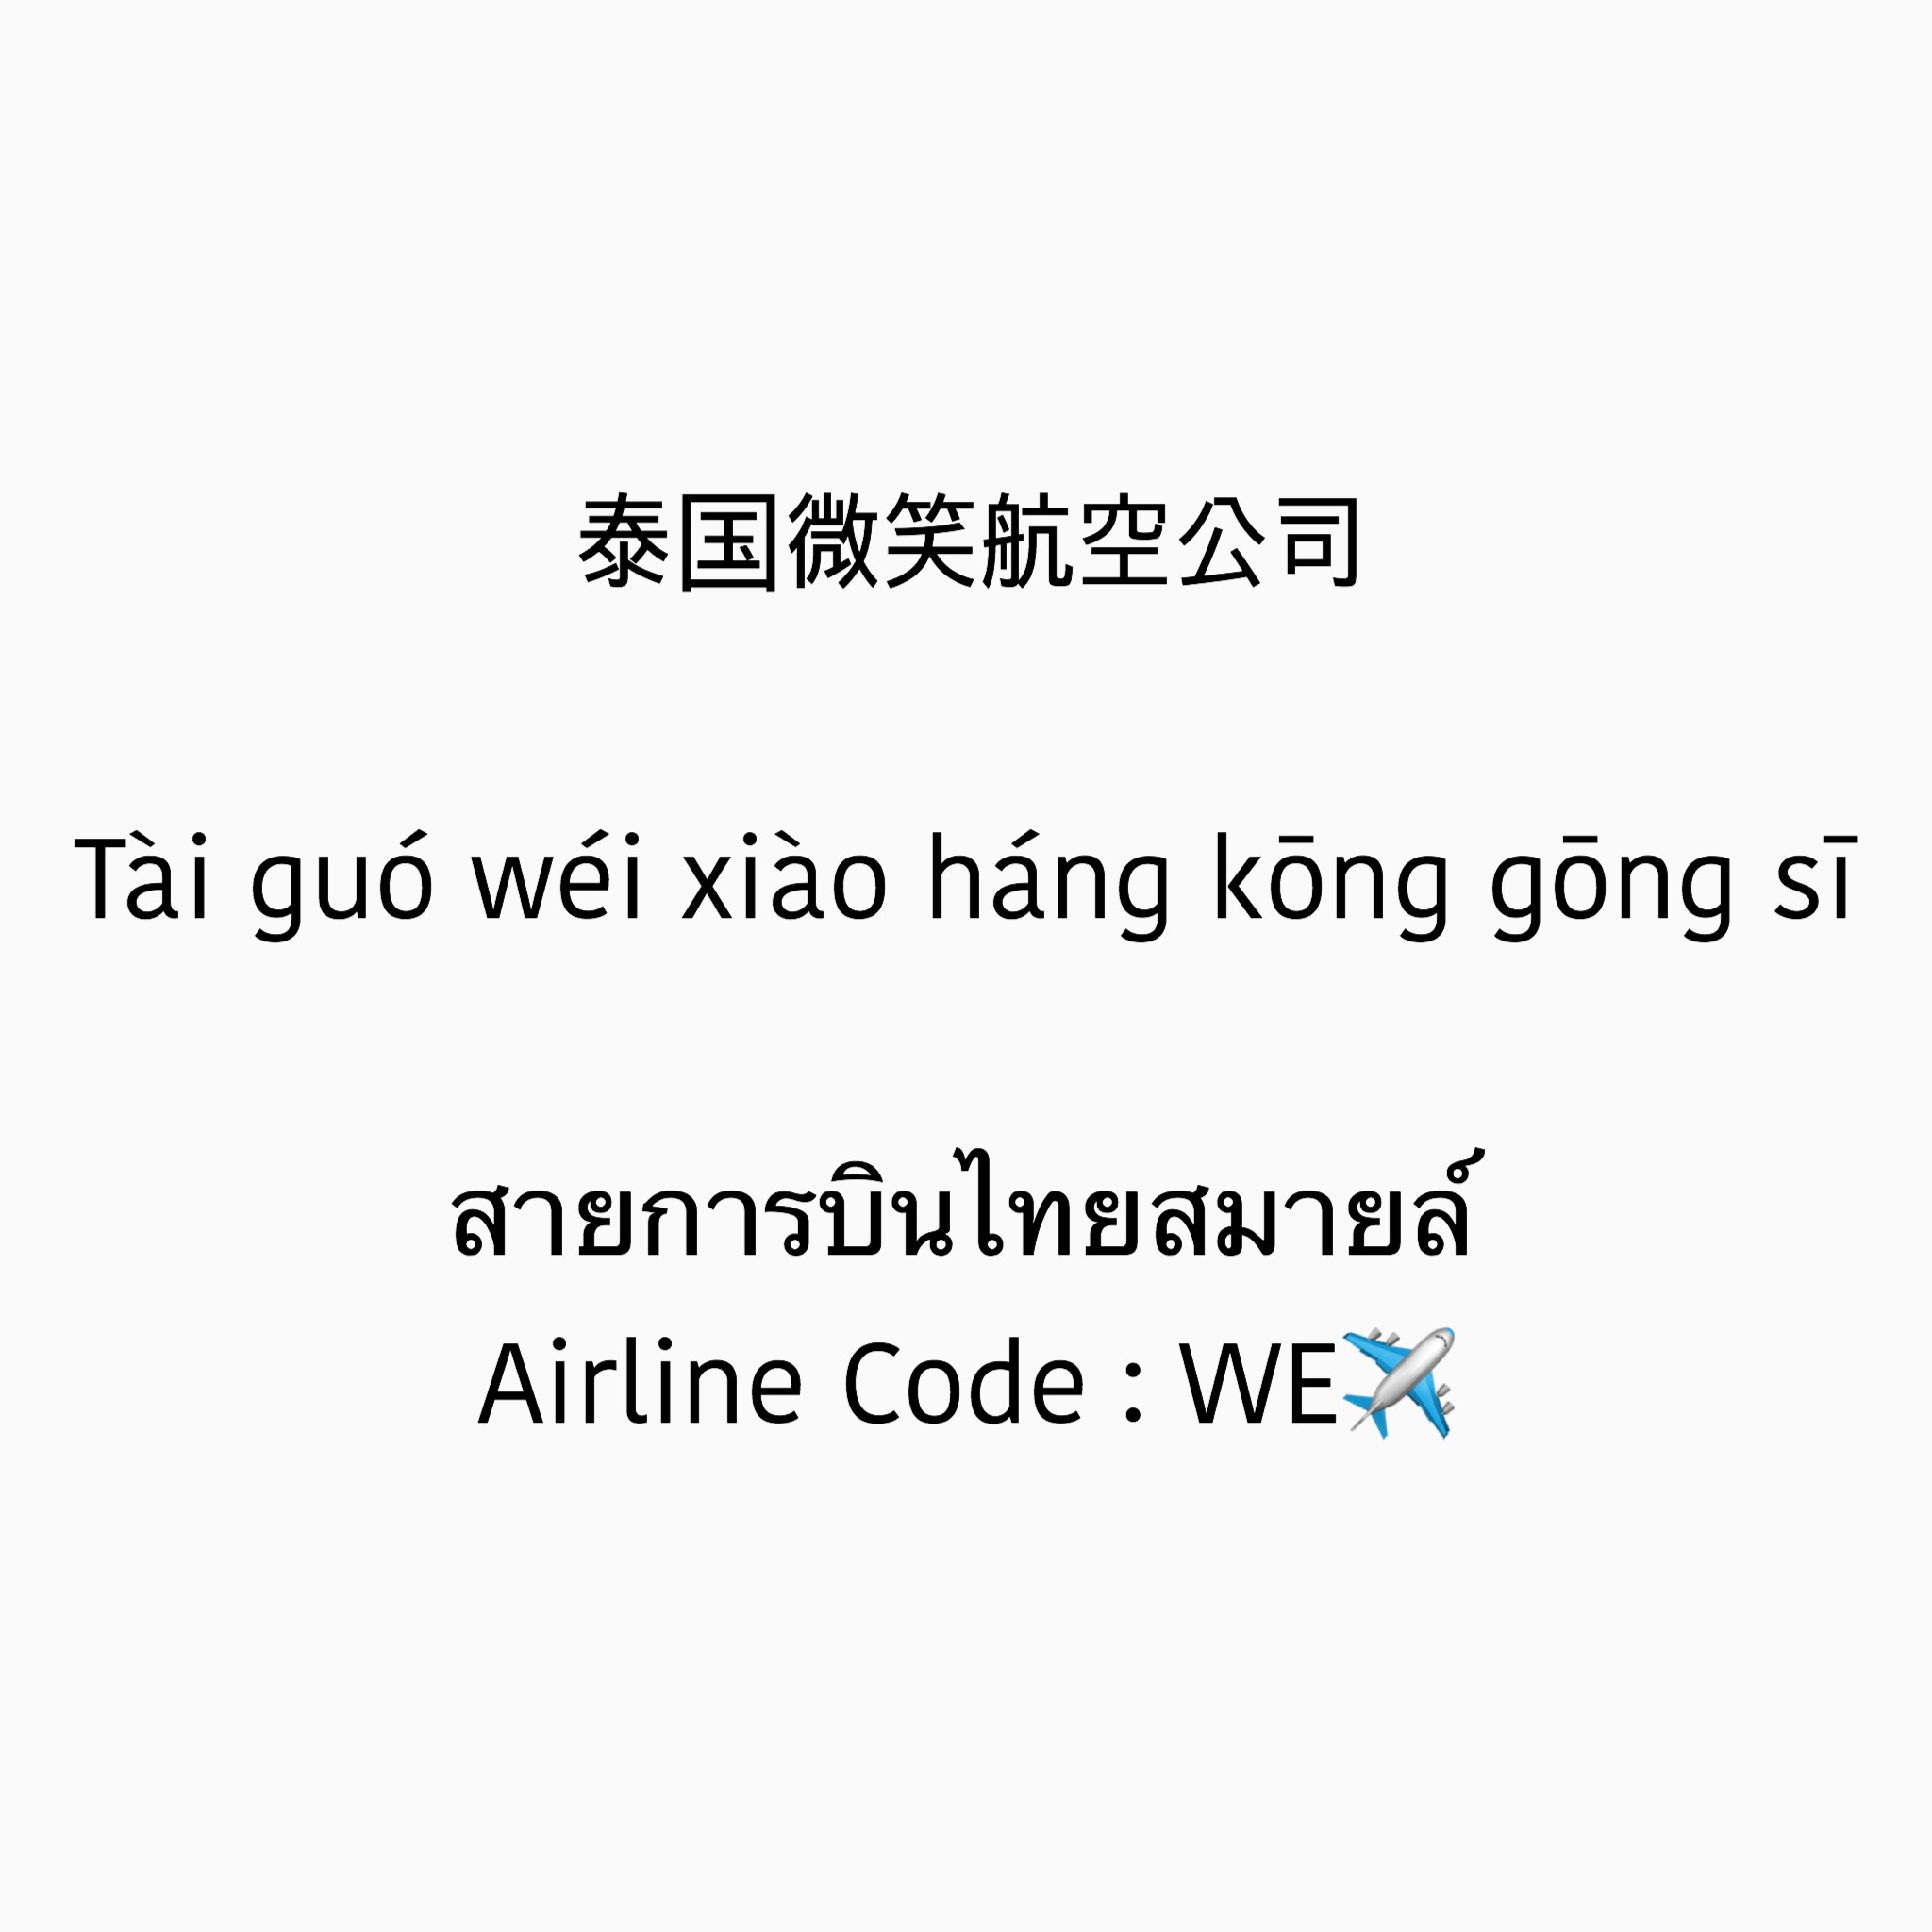 泰国微笑航空公司
Tài guó wéi xiào háng kōng gōng sī
สายการบินไทยสมายล์
Airline Code : WE✈️